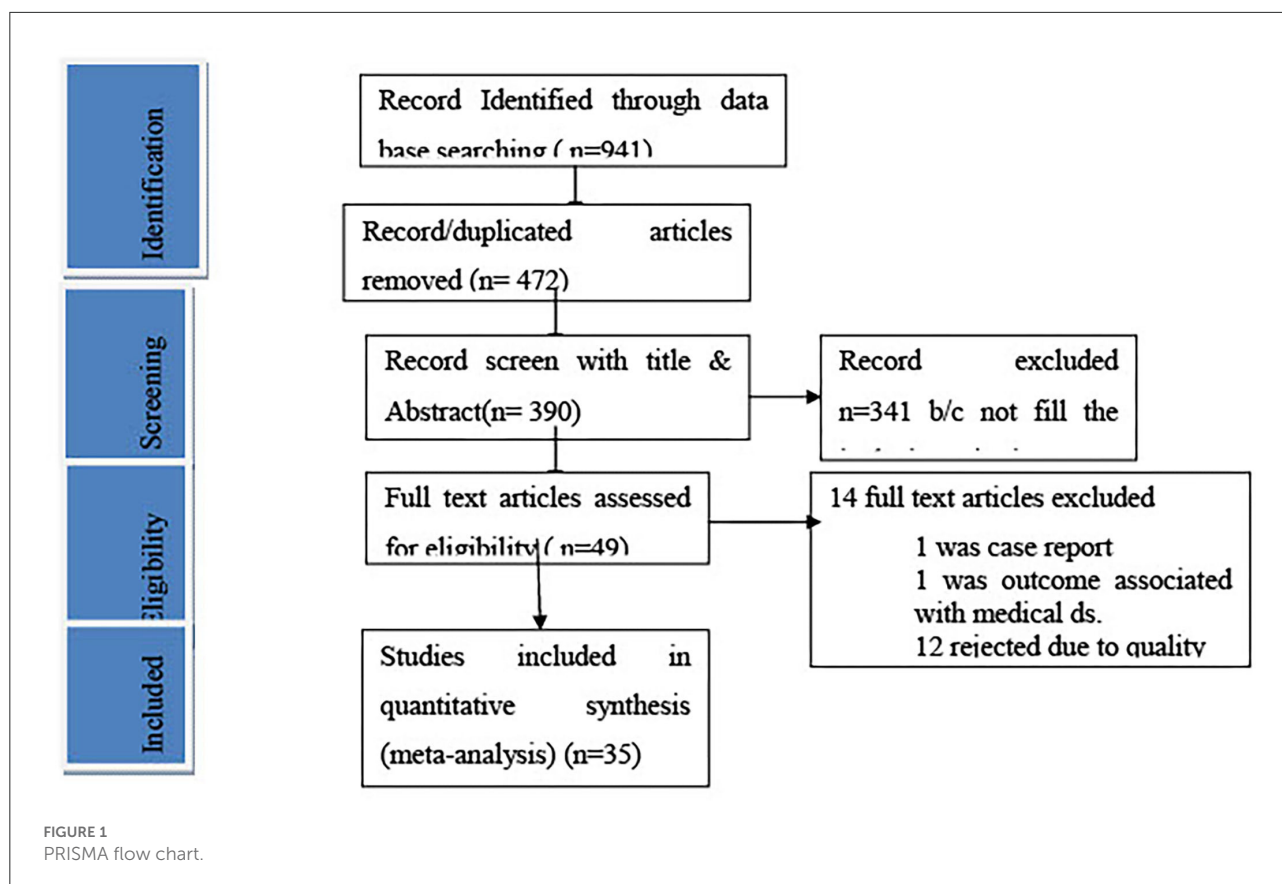 Identification
Record Identified through data
base searching ( n=941)
Record/duplicated articles
removed (n= 472)
Screening
Record screen with title &
Abstract(n= 390)
Record excluded
n=341 b/c not fill the
Eligibility
Full text articles assessed
for eligibility ( n=49)
14 full text articles excluded
1 was case report
1 was outcome associated
with medical ds.
12 rejected due to quality
Included
Studies included in
quantitative synthesis
(meta-analysis) (n=35)
FIGURE 1
PRISMA flow chart.